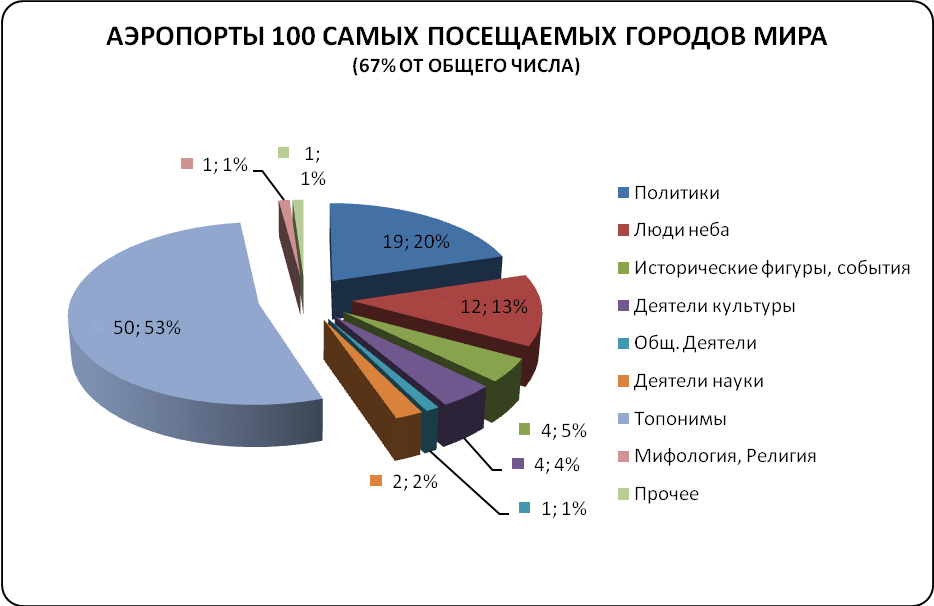 АЭРОПОРТЫ 100 САМЫХ ПОСЕЩАЕМЫХ ГОРОДОВ МИРА
(67% ОТ ОБЩЕГО ЧИСЛА)
1; 1%
1;
1%
19; 20%
12; 13%
50; 53%
4; 5%
4; 4%
2; 2%
1; 1%
Политики
Люди неба
Исторические фигуры, события
Деятели культуры
Общ. Деятели
Деятели науки
Топонимы
Мифология, Религия
Прочее